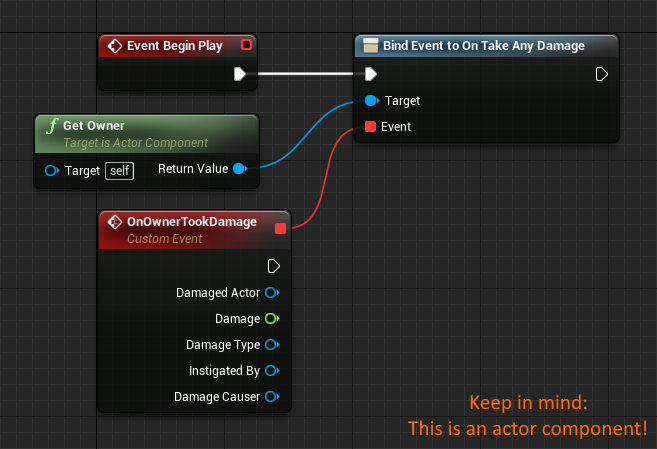 Event Begin Play
Bind Event to On Take Any Damage
Target
Event
f Get Owner
Target is Actor Component
Target self Return Value
OnOwnerTookDamage
Custom Event
Damaged Actor
Damage
Damage Type
Instigated By
Damage Causer
Keep in mind:
This is an actor component!